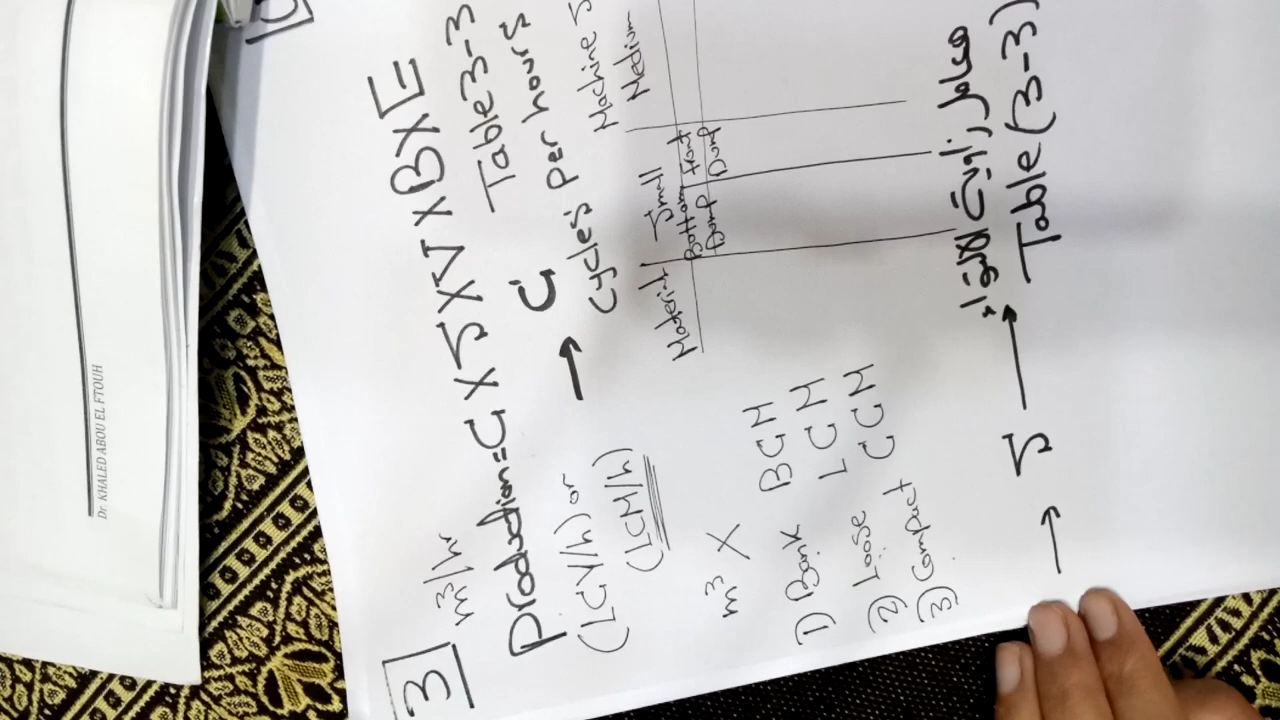 3
m³/hr
Production = C X S X V X B X E
(LCY/h) or → C Table 3-3
(LCM/h) cycles Per hours
m³ X
Material Small Machine S
Medium
Bottom Dump Front Dump
1) Bank BCM
2) Loose LCM
3) Compact CCM
→ S → معامل زاوية الالتواء
Table (3-3)
Dr. KHALED ABOU EL FTOUH